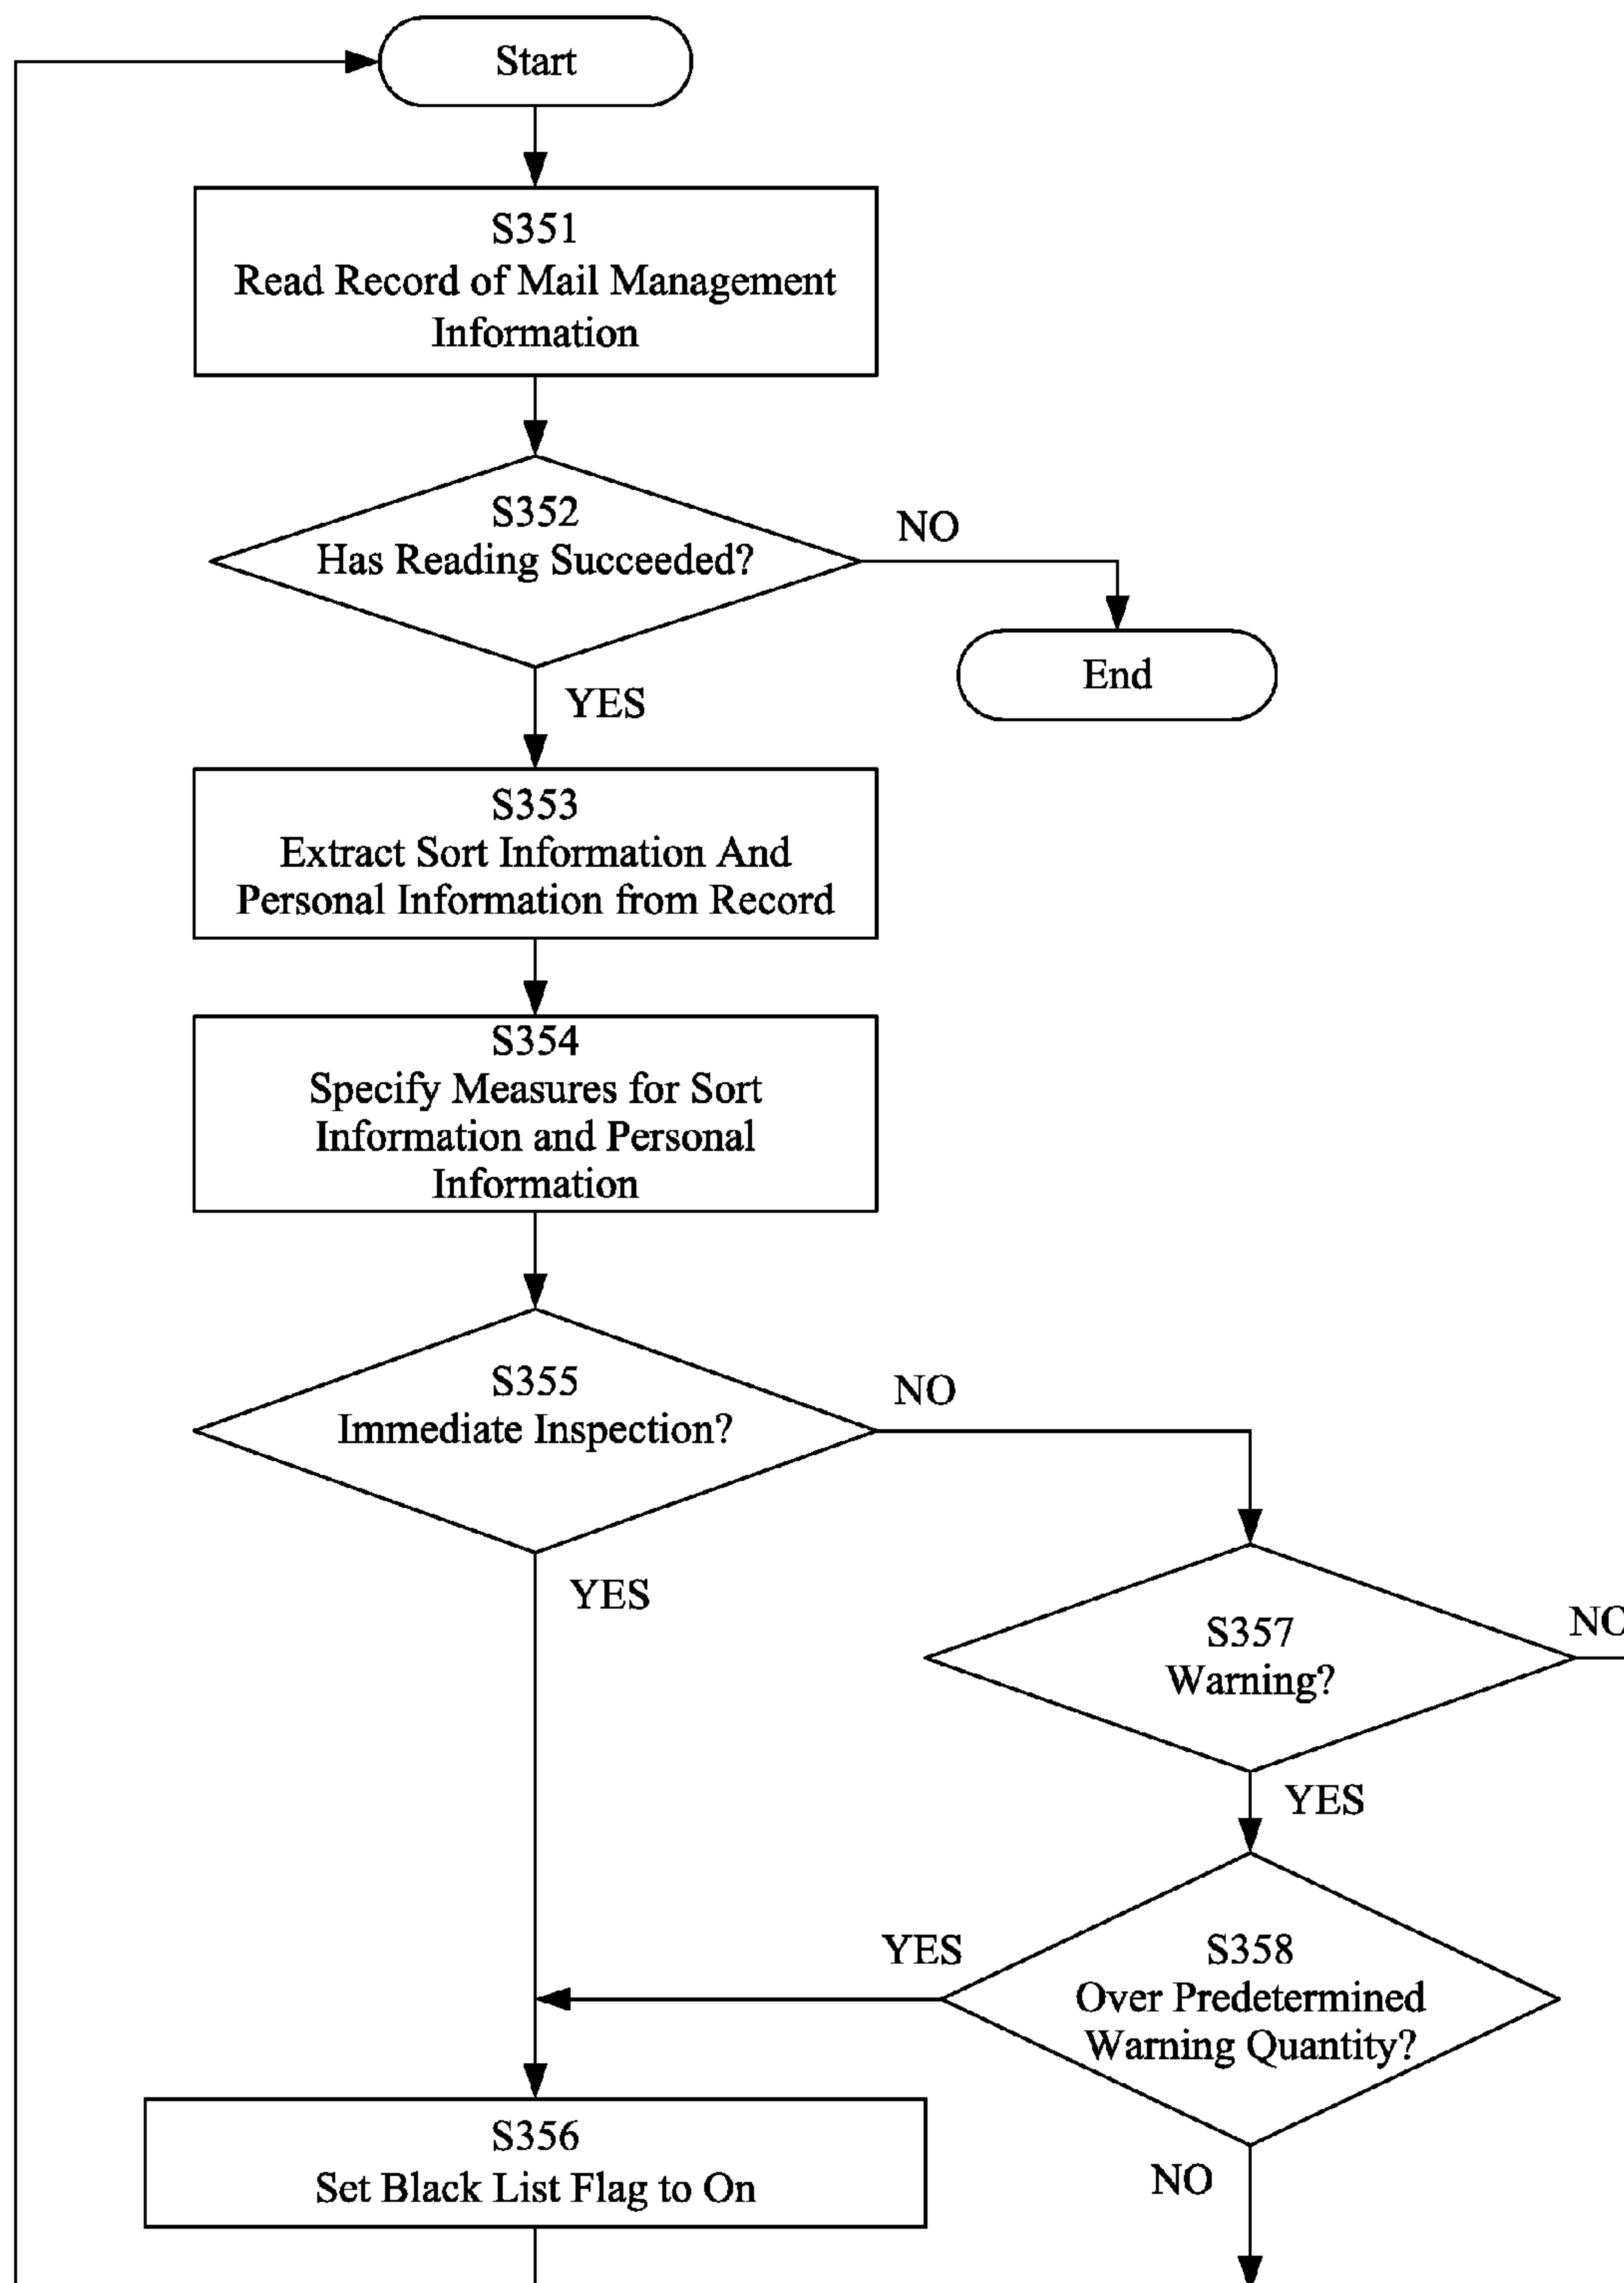 Start
S351
Read Record of Mail Management
Information
S352
Has Reading Succeeded?
NO
End
YES
S353
Extract Sort Information And
Personal Information from Record
S354
Specify Measures for Sort
Information and Personal
Information
S355
Immediate Inspection?
NO
YES
S357
Warning?
NO
YES
S358
Over Predetermined
Warning Quantity?
YES
NO
S356
Set Black List Flag to On